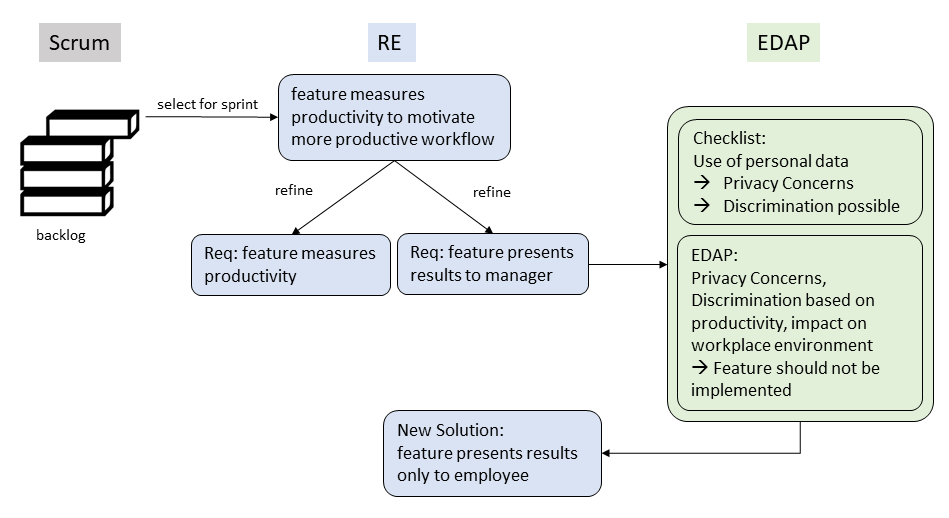 Scrum
RE
EDAP
select for sprint
backlog
feature measures
productivity to motivate
more productive workflow
refine
refine
Req: feature measures
productivity
Req: feature presents
results to manager
Checklist:
Use of personal data
→ Privacy Concerns
→ Discrimination possible
EDAP:
Privacy Concerns,
Discrimination based on
productivity, impact on
workplace environment
→ Feature should not be
implemented
New Solution:
feature presents results
only to employee